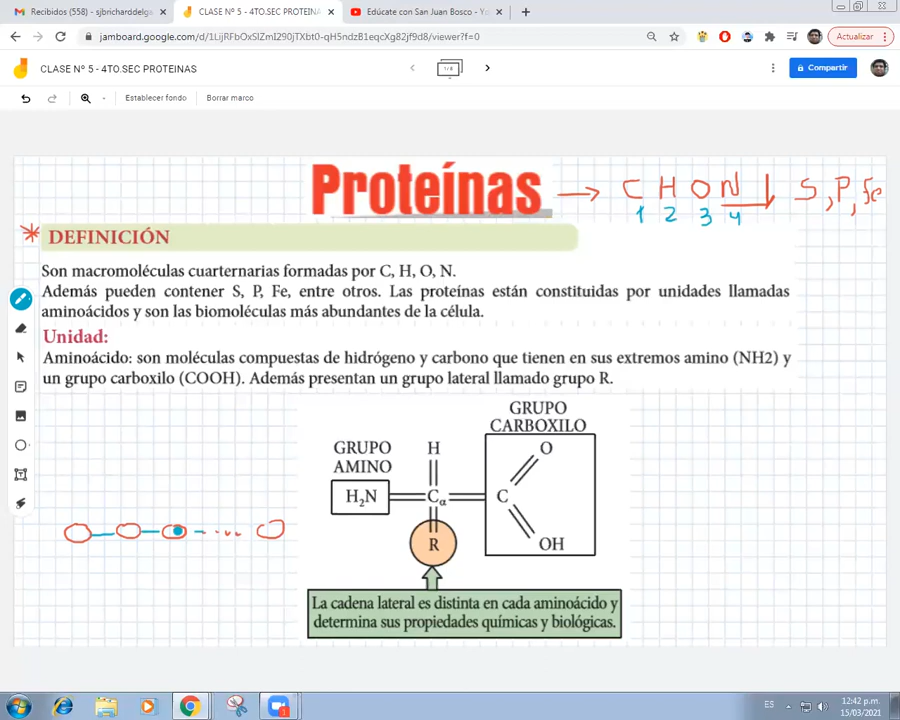 Recibidos (558) - sjbricharddelga
CLASE Nº 5 - 4TO.SEC PROTEINA
Edúcate con San Juan Bosco - Yo
jamboard.google.com/d/1LijRFbOxSlZmI290jTXbt0-qH5ndzB1eqcXg82jf9d8/viewer?f=0
Actualizar
CLASE Nº 5 - 4TO.SEC PROTEINAS
1/8
Compartir
Establecer fondo
Borrar marco
Proteínas → C H O N ↓ S, P, Fe
1 2 3 4
* DEFINICIÓN
Son macromoléculas cuarternarias formadas por C, H, O, N.
Además pueden contener S, P, Fe, entre otros. Las proteínas están constituidas por unidades llamadas
aminoácidos y son las biomoléculas más abundantes de la célula.
Unidad:
Aminoácido: son moléculas compuestas de hidrógeno y carbono que tienen en sus extremos amino (NH2) y
un grupo carboxilo (COOH). Además presentan un grupo lateral llamado grupo R.
GRUPO
CARBOXILO
GRUPO
AMINO
H
O
H₂N
Cα
C
R
OH
La cadena lateral es distinta en cada aminoácido y
determina sus propiedades químicas y biológicas.
ES
12:42 p.m.
15/03/2021